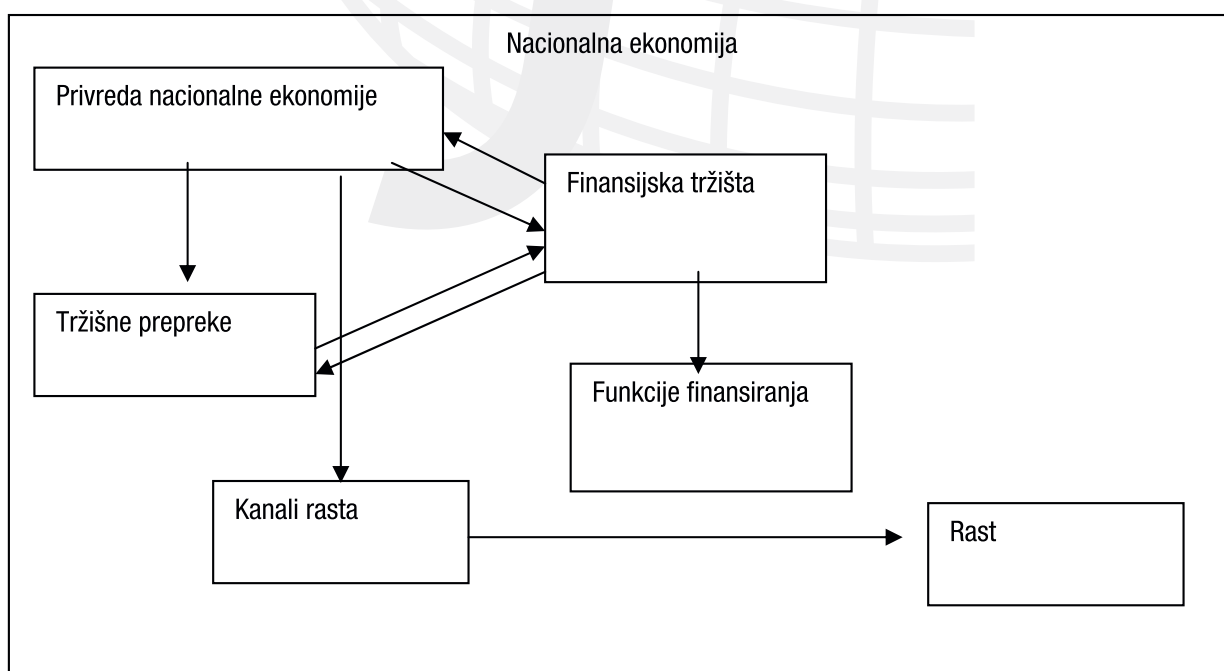 Nacionalna ekonomija
Privreda nacionalne ekonomije
Finansijska tržišta
Tržišne prepreke
Funkcije finansiranja
Kanali rasta
Rast